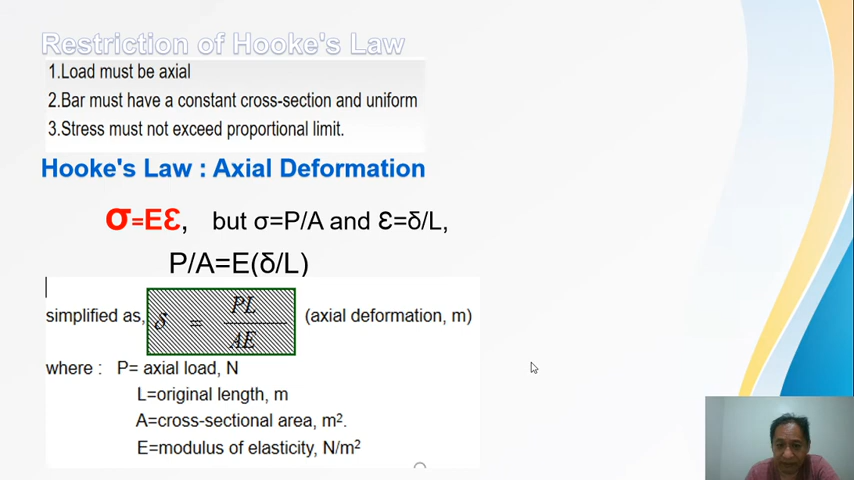 Restriction of Hooke's Law
1.Load must be axial
2.Bar must have a constant cross-section and uniform
3.Stress must not exceed proportional limit.
Hooke's Law : Axial Deformation
σ=Eε, but σ=P/A and Ɛ=δ/L,
P/A=E(δ/L)
simplified as, δ = PL/AE (axial deformation, m)
where : P= axial load, N
L=original length, m
A=cross-sectional area, m².
E=modulus of elasticity, N/m²